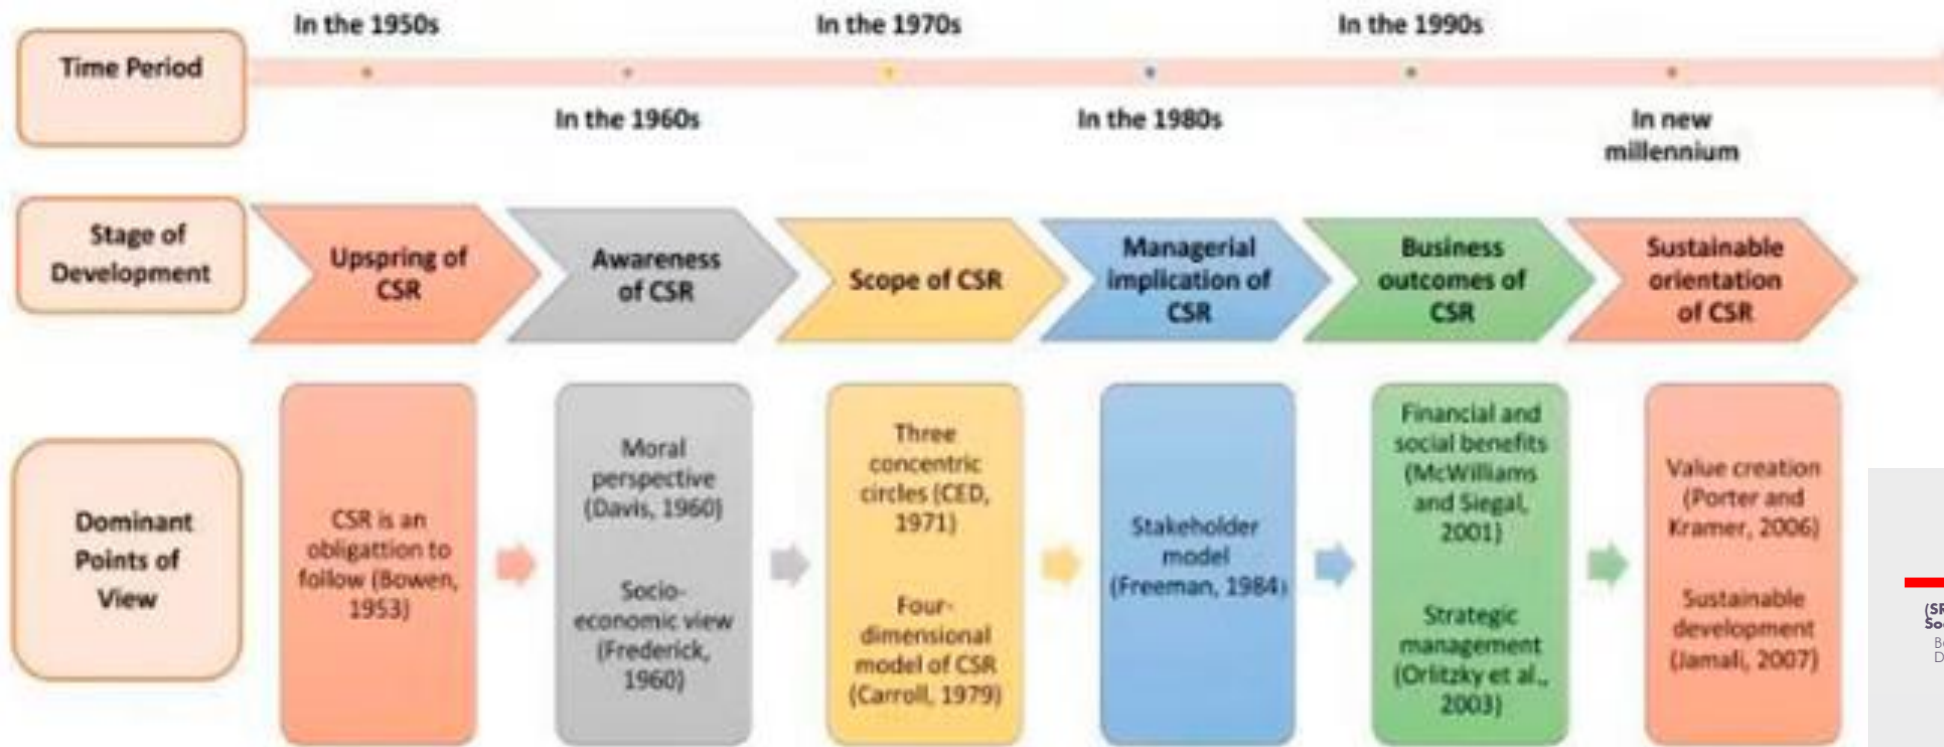 In the 1950s
In the 1970s
In the 1990s
Time Period
In the 1960s
In the 1980s
In new
millennium
Stage of
Development
Upspring of
CSR
Awareness
of CSR
Scope of CSR
Managerial
implication of
CSR
Business
outcomes of
CSR
Sustainable
orientation
of CSR
Dominant
Points of
View
CSR is an
obligattion to
follow (Bowen,
1953)
Moral
perspective
(Davis, 1960)
Socio-
economic view
(Frederick,
1960)
Three
concentric
circles (CED,
1971)
Four-
dimensional
model of CSR
(Carroll, 1979)
Stakeholder
model
(Freeman, 1984)
Financial and
social benefits
(McWilliams
and Siegal,
2001)
Strategic
management
(Orlitzky et al.,
2003)
Value creation
(Porter and
Kramer, 2006)
Sustainable
development
(Jamali, 2007)